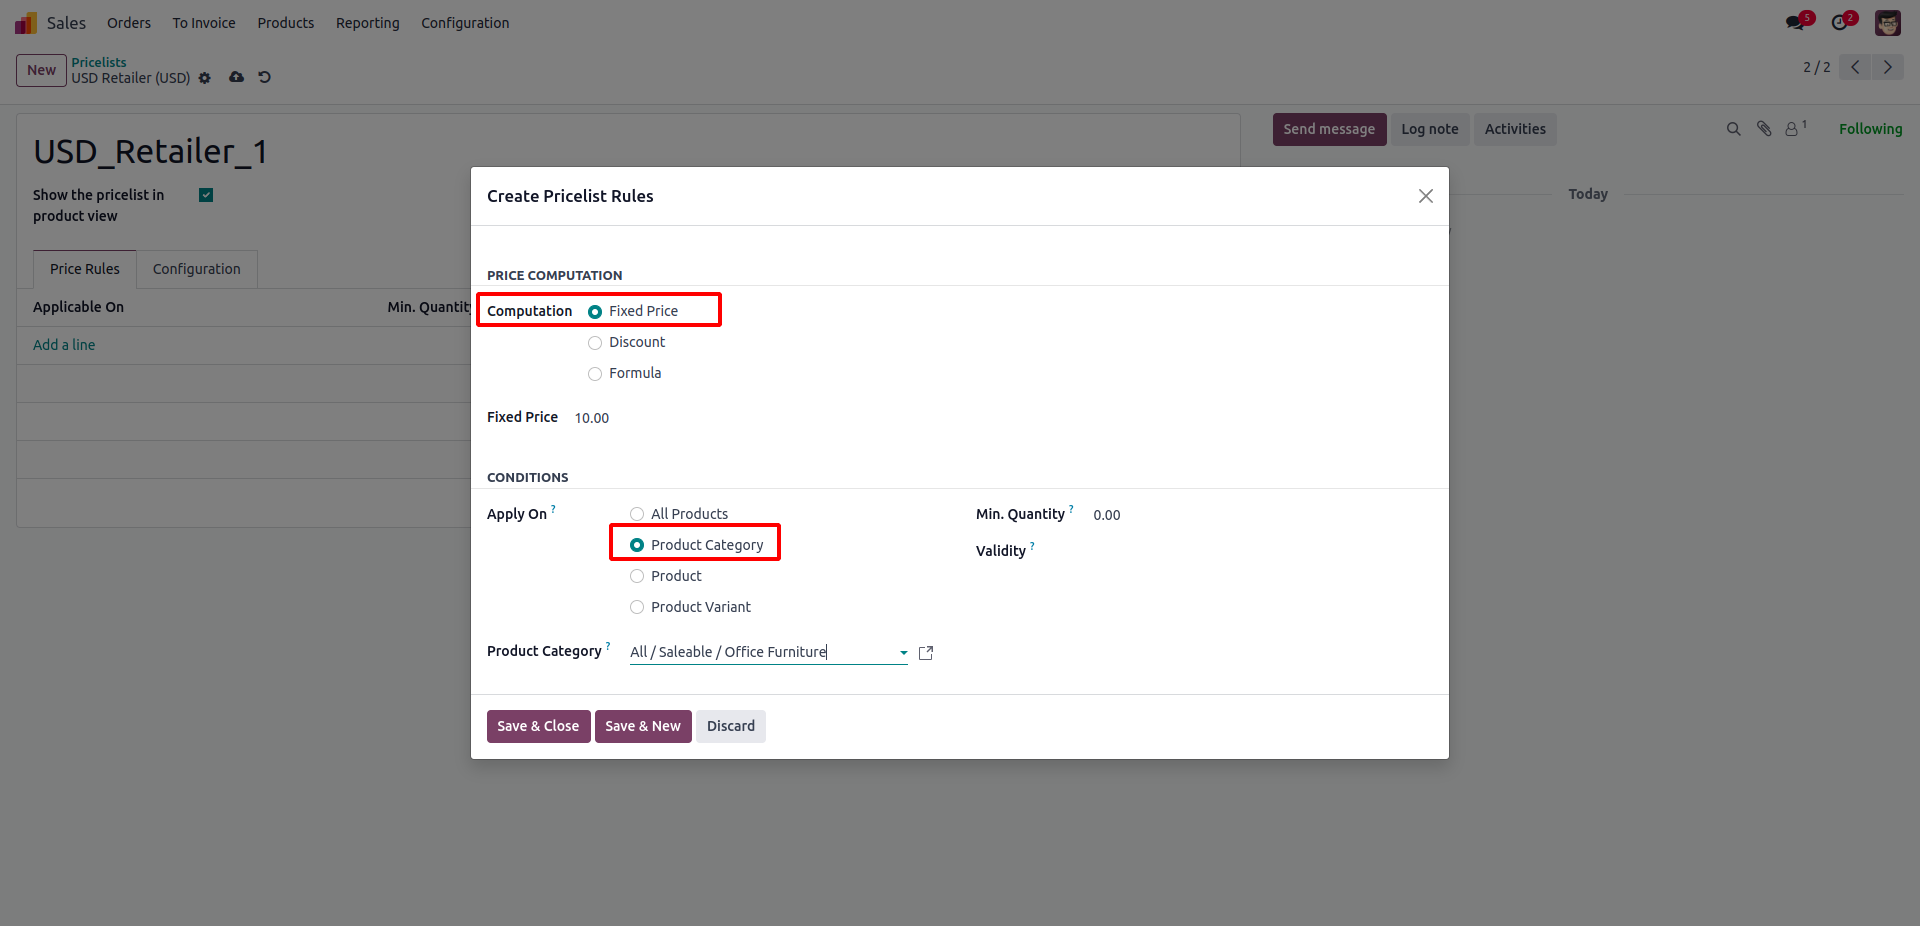 Sales Orders To Invoice Products Reporting Configuration 5 2
New Pricelists
USD Retailer (USD) 2 / 2
Send message Log note Activities 1 Following
USD_Retailer_1
Show the pricelist in
product view
Today
Price Rules Configuration
Applicable On Min. Quantity
Add a line
Create Pricelist Rules
PRICE COMPUTATION
Computation Fixed Price
Discount
Formula
Fixed Price 10.00
CONDITIONS
Apply On ? All Products Min. Quantity ? 0.00
Product Category Validity ?
Product
Product Variant
Product Category ? All / Saleable / Office Furniture
Save & Close Save & New Discard